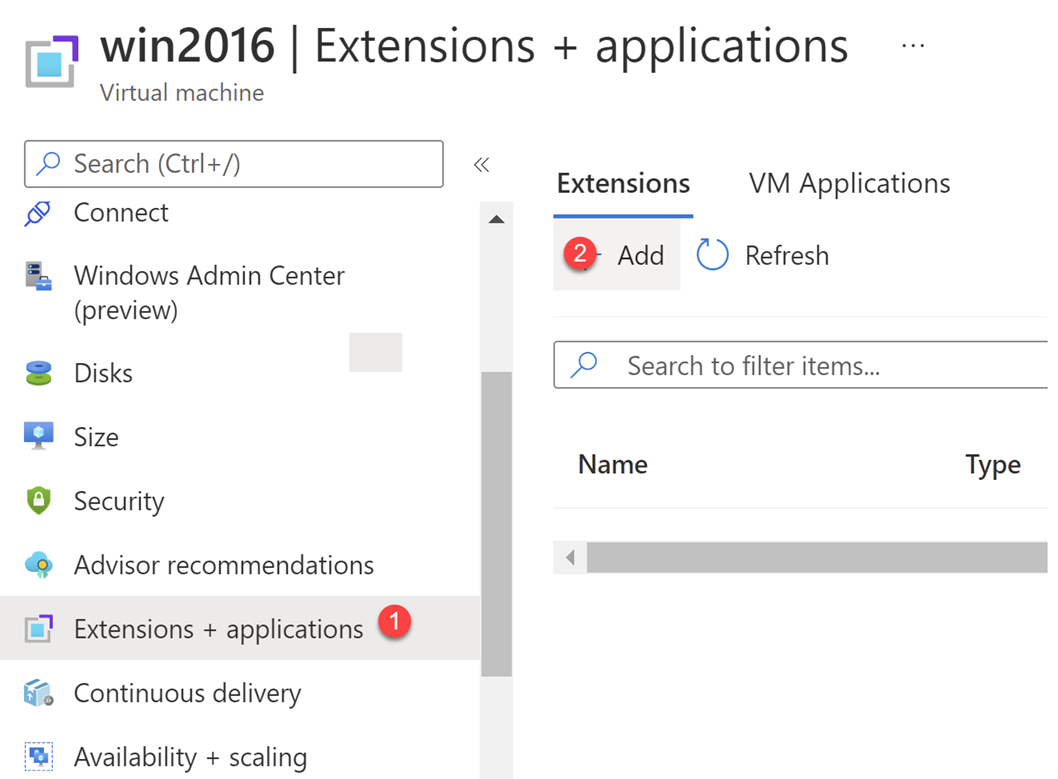 win2016 | Extensions + applications ...
Virtual machine
Search (Ctrl+/)
«
Connect
Windows Admin Center
(preview)
Disks
Size
Security
Advisor recommendations
Extensions + applications 1
Continuous delivery
Availability + scaling
Extensions VM Applications
2 Add Refresh
Search to filter items...
Name Type